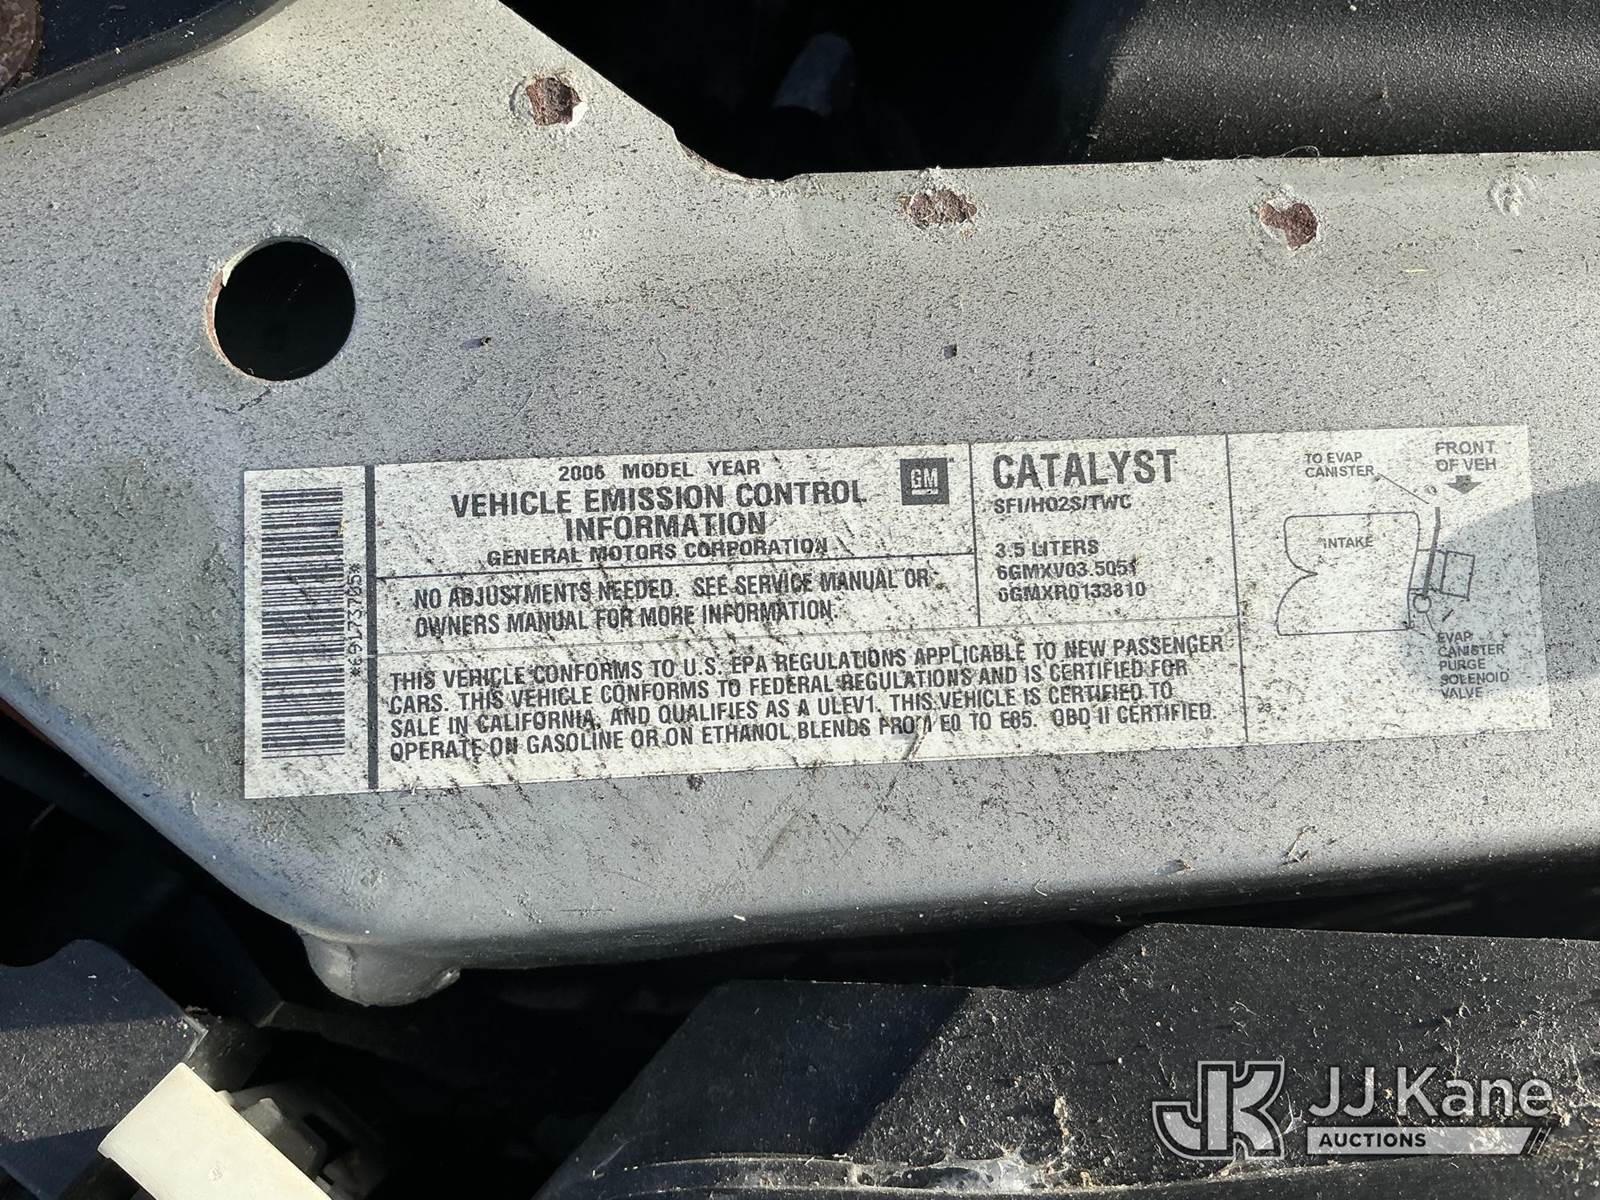 *69L73765*
2006 MODEL YEAR
VEHICLE EMISSION CONTROL
INFORMATION
GENERAL MOTORS CORPORATION
GM
NO ADJUSTMENTS NEEDED. SEE SERVICE MANUAL OR
OWNERS MANUAL FOR MORE INFORMATION.
THIS VEHICLE CONFORMS TO U.S. EPA REGULATIONS APPLICABLE TO NEW PASSENGER
CARS. THIS VEHICLE CONFORMS TO FEDERAL REGULATIONS AND IS CERTIFIED FOR
SALE IN CALIFORNIA, AND QUALIFIES AS A ULEV1. THIS VEHICLE IS CERTIFIED TO
OPERATE ON GASOLINE OR ON ETHANOL BLENDS FROM E0 TO E85. OBD II CERTIFIED.
CATALYST
SFI/HO2S/TWC
3.5 LITERS
6GMXV03.5051
6GMXR0133810
TO EVAP
CANISTER
FRONT
OF VEH
INTAKE
EVAP
CANISTER
PURGE
SOLENOID
VALVE
23
JK JJ Kane
AUCTIONS